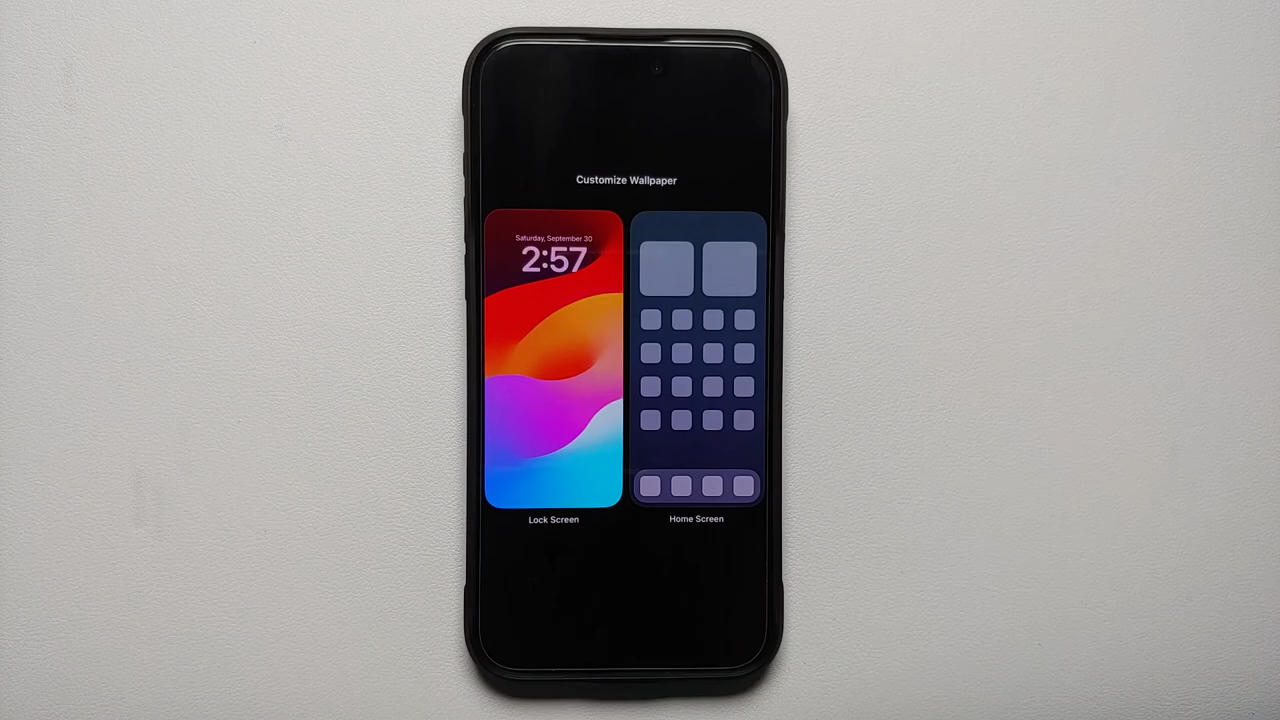 Customize Wallpaper
Saturday, September 30
2:57
Lock Screen
Home Screen